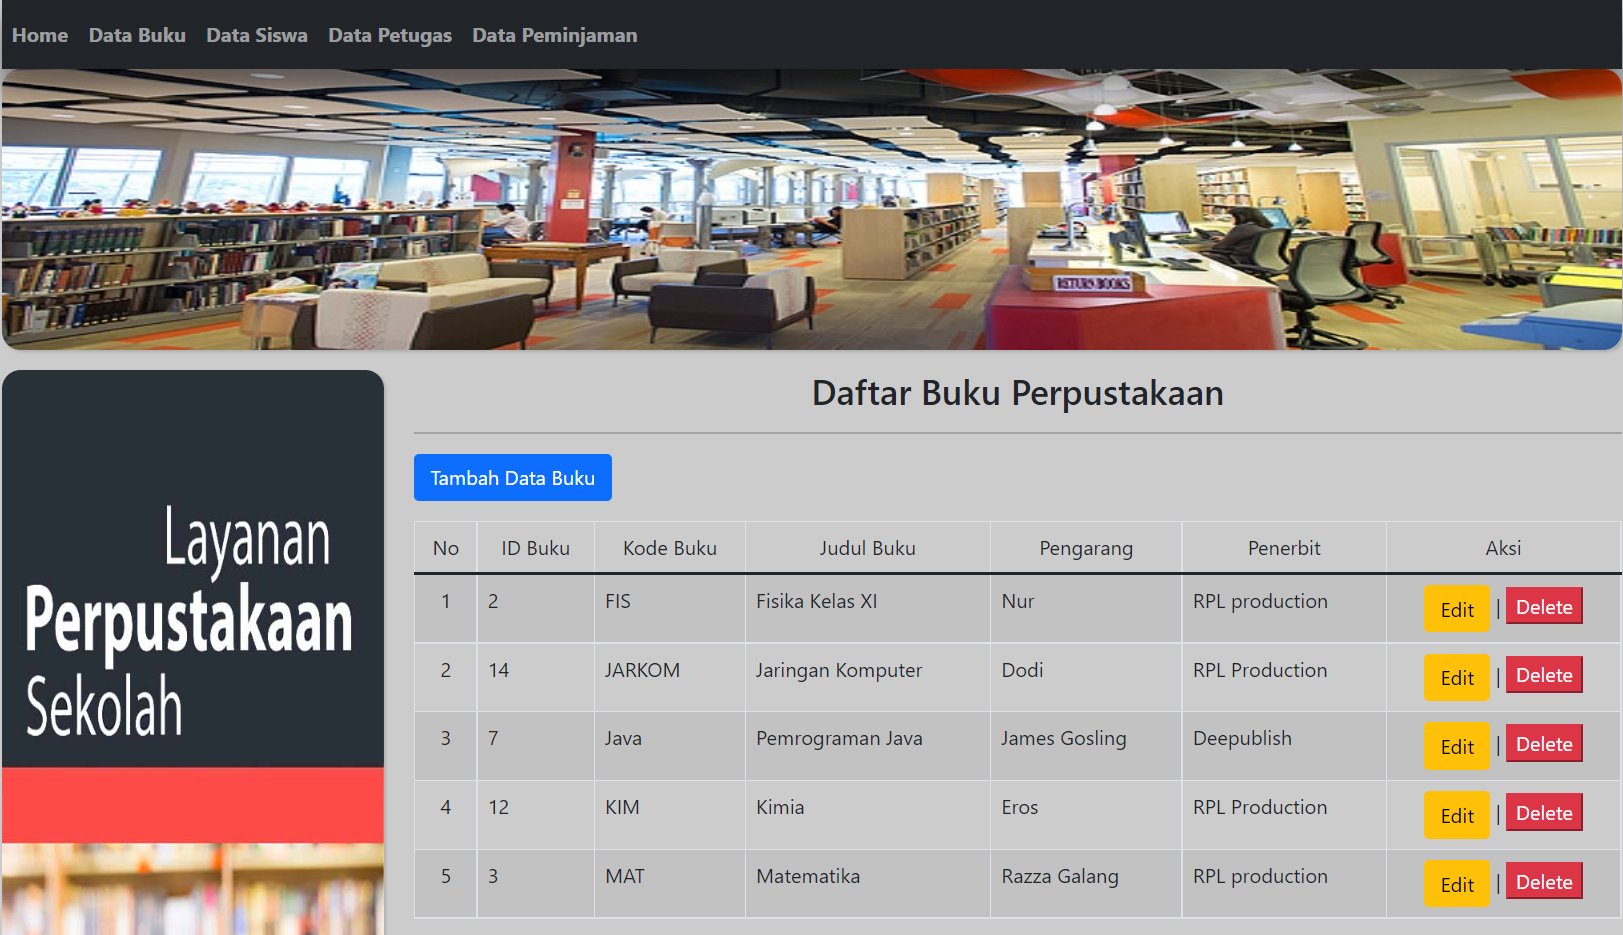 Home Data Buku Data Siswa Data Petugas Data Peminjaman
RETURN BOOKS
Layanan
Perpustakaan
Sekolah
Daftar Buku Perpustakaan
Tambah Data Buku
No ID Buku Kode Buku Judul Buku Pengarang Penerbit Aksi
1 2 FIS Fisika Kelas XI Nur RPL production Edit | Delete
2 14 JARKOM Jaringan Komputer Dodi RPL Production Edit | Delete
3 7 Java Pemrograman Java James Gosling Deepublish Edit | Delete
4 12 KIM Kimia Eros RPL Production Edit | Delete
5 3 MAT Matematika Razza Galang RPL production Edit | Delete